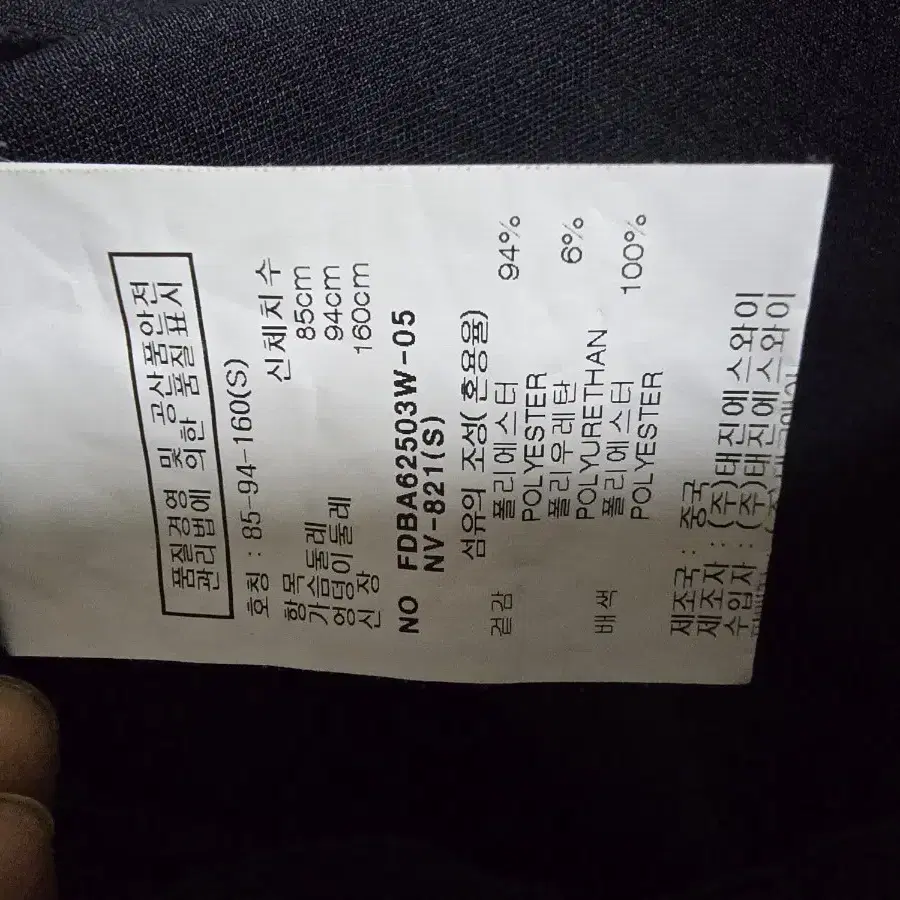 품질경영 및 공산품안전
관리법에 의한 품질표시
호칭 : 85-94-160(S)
항목 신체치수
가슴둘레 85cm
엉덩이둘레 94cm
신장 160cm
NO FDBA62503W-05
NV-821(S)
섬유의 조성(혼용율)
겉감 폴리에스터 94%
POLYESTER
폴리우레탄 6%
POLYURETHAN
배색 폴리에스터 100%
POLYESTER
제조국 : 중국
제조자 : (주)태진에스와이
수입자 : (주)태진에스와이